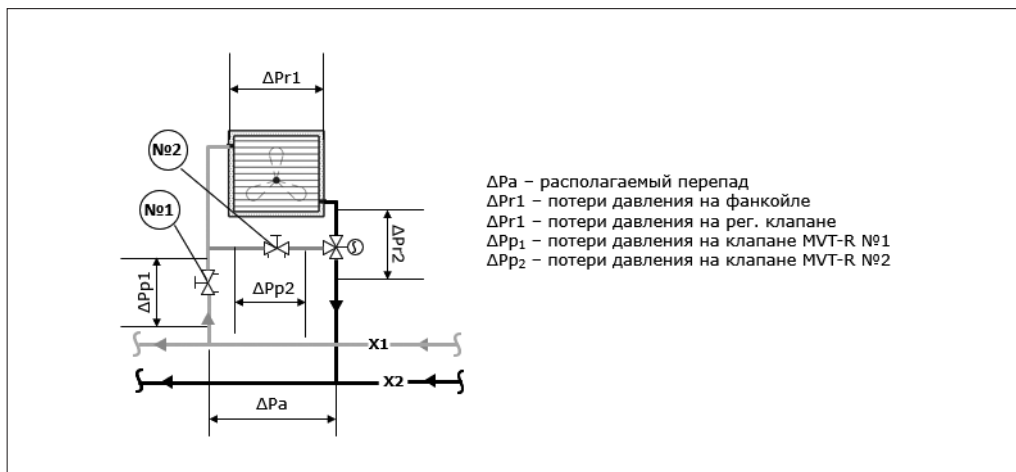 ΔPr1
№2
№1
ΔPr2
ΔPp1
ΔPp2
X1
X2
ΔPa
ΔPa – располагаемый перепад
ΔPr1 – потери давления на фанкойле
ΔPr1 – потери давления на рег. клапане
ΔPp₁ – потери давления на клапане MVT-R №1
ΔPp₂ – потери давления на клапане MVT-R №2